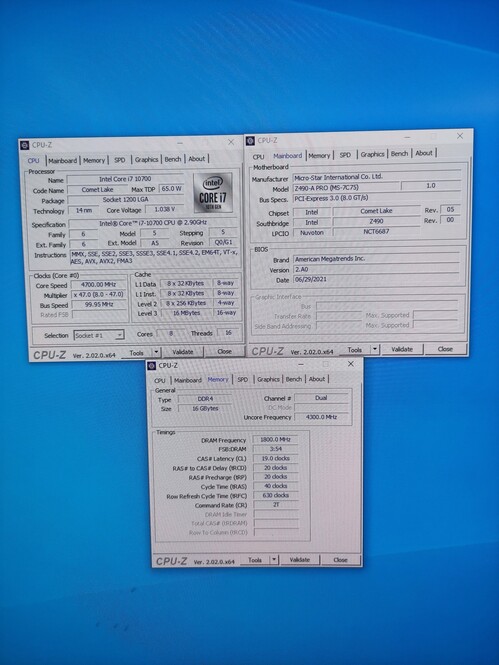 CPU-Z
CPU Mainboard Memory SPD Graphics Bench About
Processor
Name Intel Core i7 10700
Code Name Comet Lake Max TDP 65.0 W
Package Socket 1200 LGA
Technology 14 nm Core Voltage 1.038 V
intel
CORE i7
10TH GEN
Specification Intel® Core™ i7-10700 CPU @ 2.90GHz
Family 6 Model 5 Stepping 5
Ext. Family 6 Ext. Model A5 Revision Q0/G1
Instructions MMX, SSE, SSE2, SSE3, SSSE3, SSE4.1, SSE4.2, EM64T, VT-x,
AES, AVX, AVX2, FMA3
Clocks (Core #0)
Core Speed 4700.00 MHz
Multiplier x 47.0 (8.0 - 47.0)
Bus Speed 99.95 MHz
Rated FSB
Cache
L1 Data 8 x 32 KBytes 8-way
L1 Inst. 8 x 32 KBytes 8-way
Level 2 8 x 256 KBytes 4-way
Level 3 16 MBytes 16-way
Selection Socket #1 Cores 8 Threads 16
CPU-Z Ver. 2.02.0.x64 Tools Validate Close
CPU-Z
CPU Mainboard Memory SPD Graphics Bench About
Motherboard
Manufacturer Micro-Star International Co. Ltd.
Model Z490-A PRO (MS-7C75) 1.0
Bus Specs. PCI-Express 3.0 (8.0 GT/s)
Chipset Intel Comet Lake Rev. 05
Southbridge Intel Z490 Rev. 00
LPCIO Nuvoton NCT6687
BIOS
Brand American Megatrends Inc.
Version 2.A0
Date 06/29/2021
Graphic Interface
Bus
Transfer Rate Max. Supported
Side Band Addressing Max. Supported
CPU-Z Ver. 2.02.0.x64 Tools Validate Close
CPU-Z
CPU Mainboard Memory SPD Graphics Bench About
General
Type DDR4 Channel # Dual
Size 16 GBytes DC Mode
Uncore Frequency 4300.0 MHz
Timings
DRAM Frequency 1800.0 MHz
FSB:DRAM 3:54
CAS# Latency (CL) 19.0 clocks
RAS# to CAS# Delay (tRCD) 20 clocks
RAS# Precharge (tRP) 20 clocks
Cycle Time (tRAS) 40 clocks
Row Refresh Cycle Time (tRFC) 630 clocks
Command Rate (CR) 2T
DRAM Idle Timer
Total CAS# (tRDRAM)
Row To Column (tRCD)
CPU-Z Ver. 2.02.0.x64 Tools Validate Close